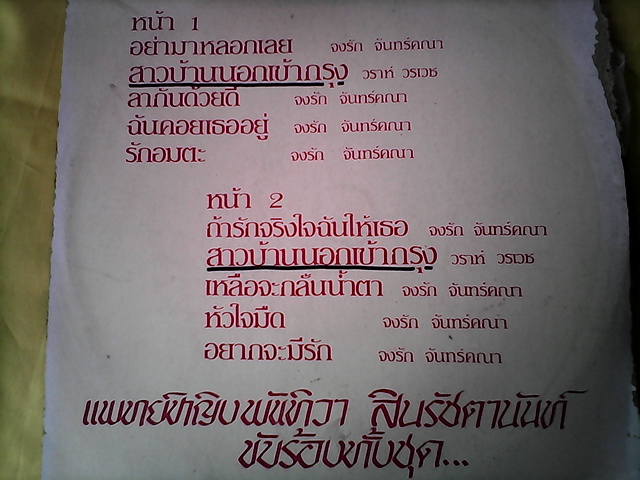 หน้า 1
อย่ามาหลอกเลย จงรัก จันทร์คณา
สาวบ้านนอกเข้ากรุง วราห์ วรเวช
ลากันด้วยดี จงรัก จันทร์คณา
ฉันคอยเธออยู่ จงรัก จันทร์คณา
รักอมตะ จงรัก จันทร์คณา
หน้า 2
ถ้ารักจริงใจฉันให้เธอ จงรัก จันทร์คณา
สาวบ้านนอกเข้ากรุง วราห์ วรเวช
เหลือจะกลืนน้ำตา จงรัก จันทร์คณา
หัวใจมืด จงรัก จันทร์คณา
อยากจะมีรัก จงรัก จันทร์คณา
แพทย์หญิงพันทิวา สินรัชตานันท์
ขับร้องทั้งชุด...